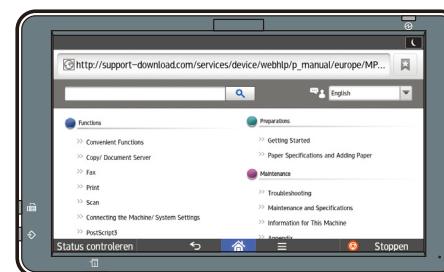 http://support-download.com/services/device/webhlp/p_manual/europe/MP...
English
Functions
>> Convenient Functions
>> Copy/ Document Server
>> Fax
>> Print
>> Scan
>> Connecting the Machine/ System Settings
>> PostScript3
Preparations
>> Getting Started
>> Paper Specifications and Adding Paper
Maintenance
>> Troubleshooting
>> Maintenance and Specifications
>> Information for This Machine
>> Appendix
Status controleren
Stoppen